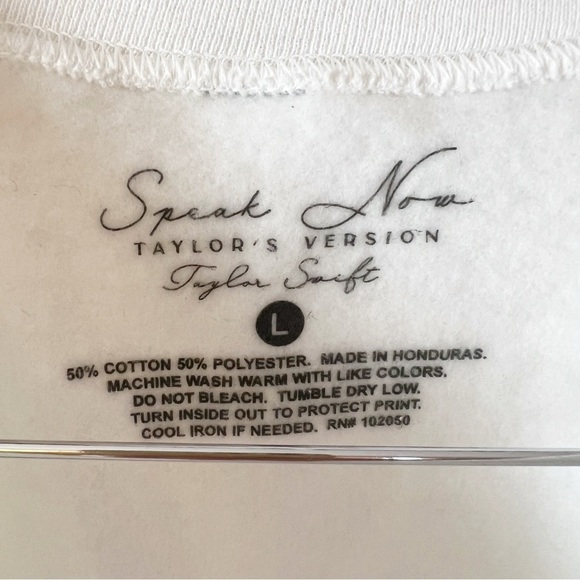 Speak Now
TAYLOR'S VERSION
Taylor Swift
L
50% COTTON 50% POLYESTER. MADE IN HONDURAS.
MACHINE WASH WARM WITH LIKE COLORS.
DO NOT BLEACH. TUMBLE DRY LOW.
TURN INSIDE OUT TO PROTECT PRINT.
COOL IRON IF NEEDED. RN# 102050